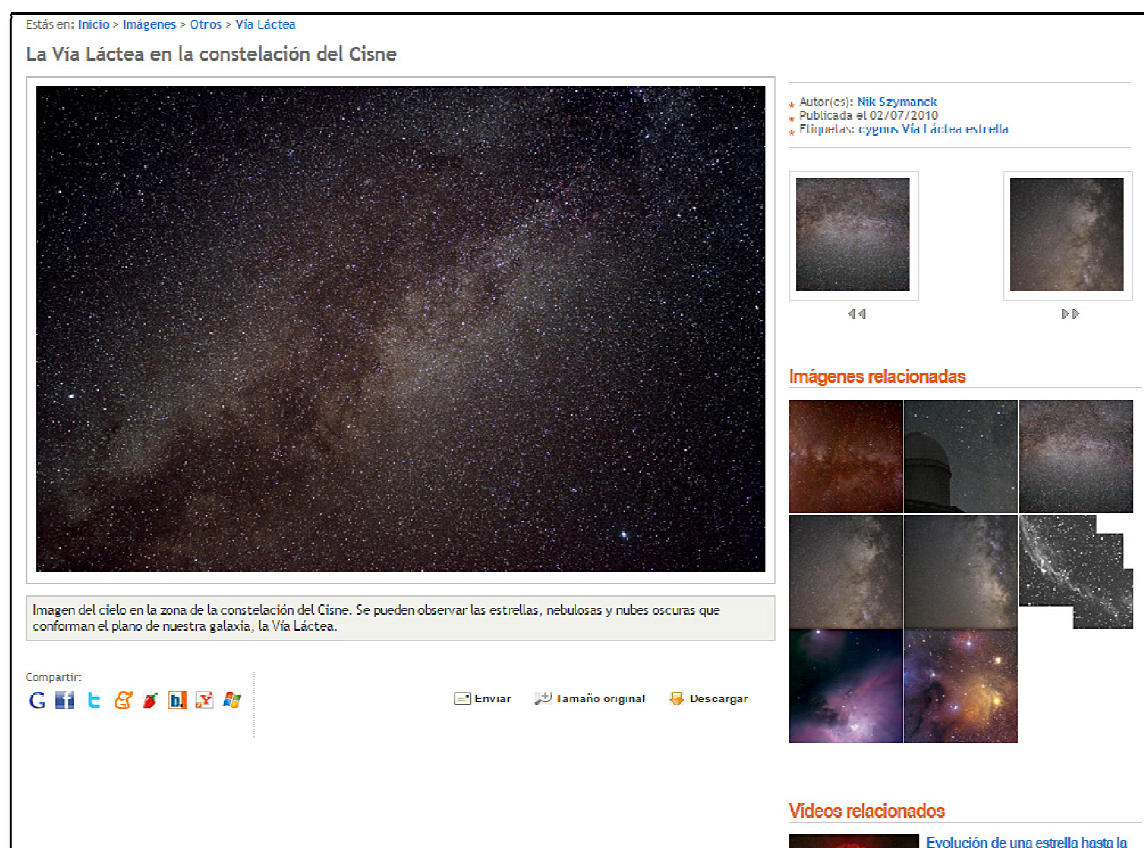 Estás en: Inicio > Imágenes > Otros > Vía Láctea
La Vía Láctea en la constelación del Cisne
Autor(es): Nik Szymanek
Publicada el 02/07/2010
Etiquetas: cygnus Vía Láctea estrella
Imágenes relacionadas
Imagen del cielo en la zona de la constelación del Cisne. Se pueden observar las estrellas, nebulosas y nubes oscuras que
conforman el plano de nuestra galaxia, la Vía Láctea.
Compartir:
Enviar Tamaño original Descargar
Vídeos relacionados
Evolución de una estrella hasta la